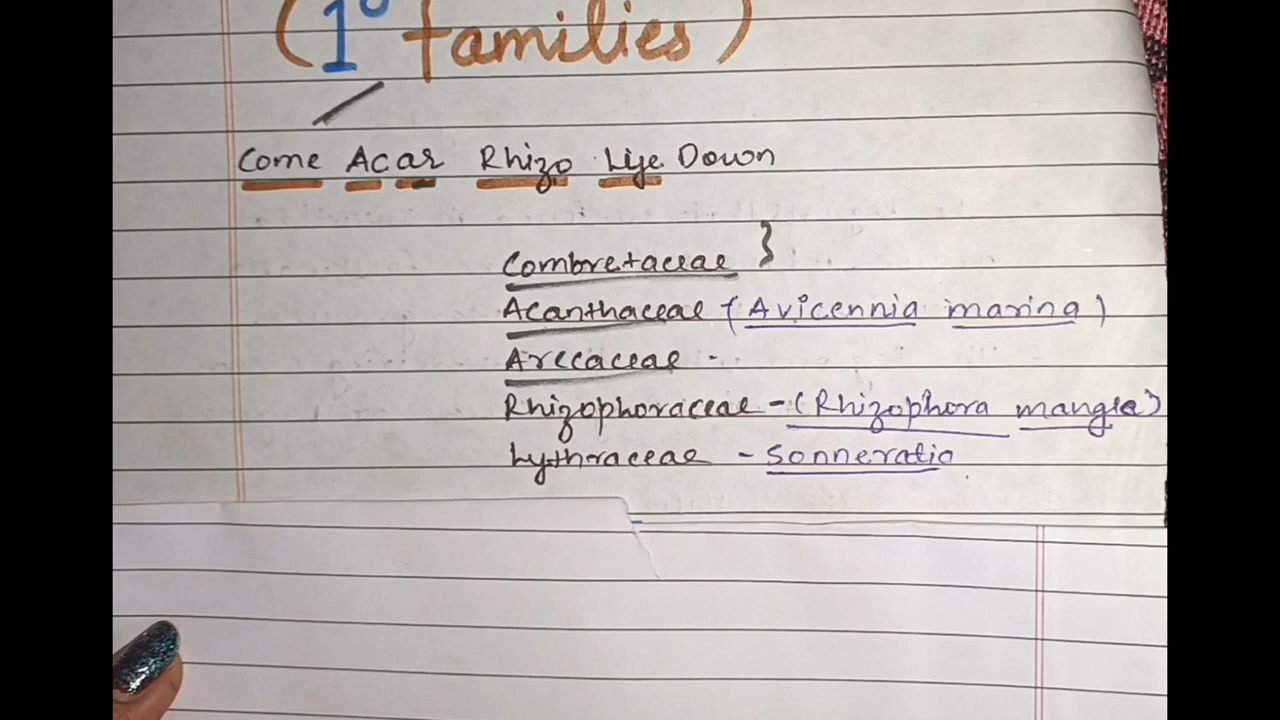 (1° families)
Come Acar Rhizo Lye Down
Combretaceae }
Acanthaceae (Avicennia marina)
Arecaceae -
Rhizophoraceae - (Rhizophora mangle)
Lythraceae - Sonneratia